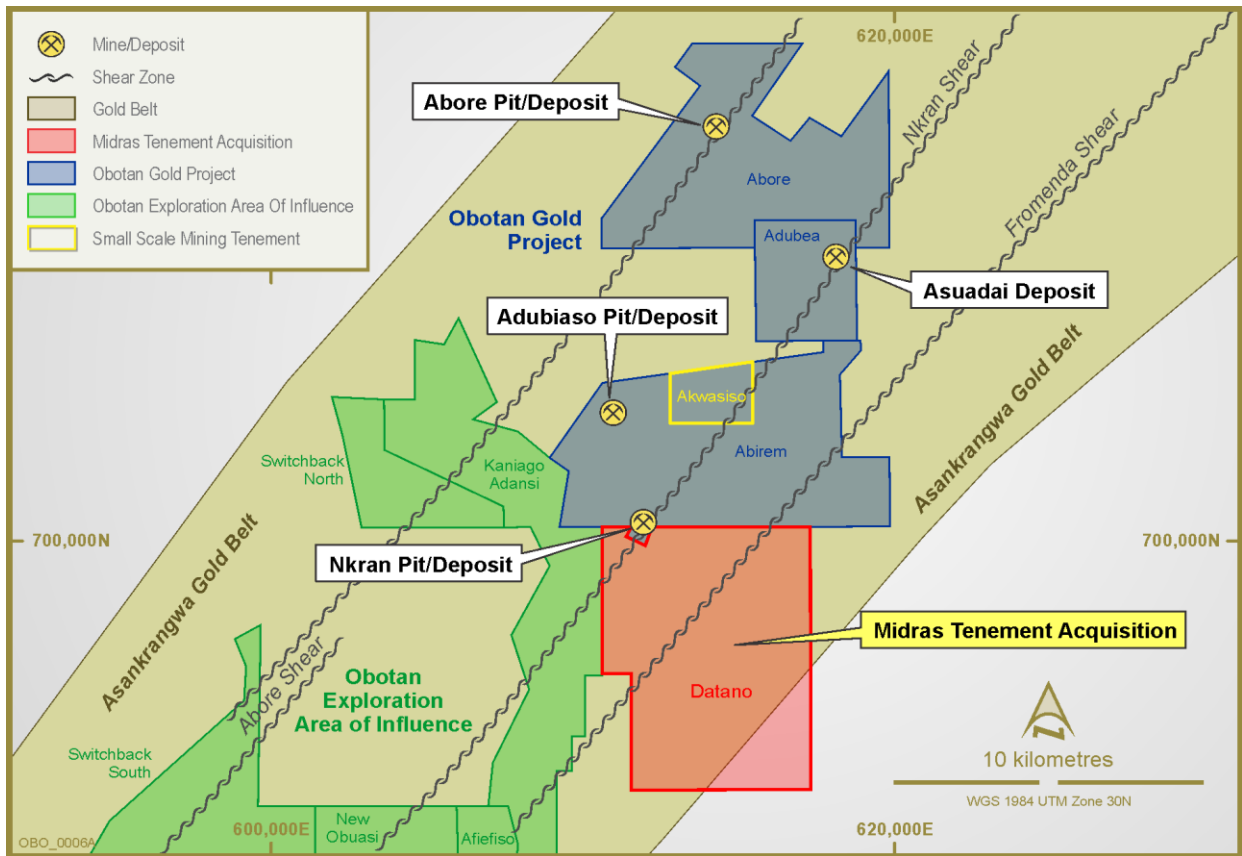 Mine/Deposit
Shear Zone
Gold Belt
Midras Tenement Acquisition
Obotan Gold Project
Obotan Exploration Area Of Influence
Small Scale Mining Tenement
620,000E
Nkran Shear
Fromenda Shear
Abore Pit/Deposit
Abore
Obotan Gold
Project
Adubea
Asuadai Deposit
Adubiaso Pit/Deposit
Akwasiso
Abirem
Asankrangwa Gold Belt
Switchback
North
Kaniago
Adansi
700,000N
700,000N
Nkran Pit/Deposit
Asankrangwa Gold Belt
Midras Tenement Acquisition
Abore Shear
Obotan
Exploration
Area of Influence
Datano
Switchback
South
N
10 kilometres
WGS 1984 UTM Zone 30N
600,000E
New
Obuasi
Afiefiso
620,000E
OBO_0006A